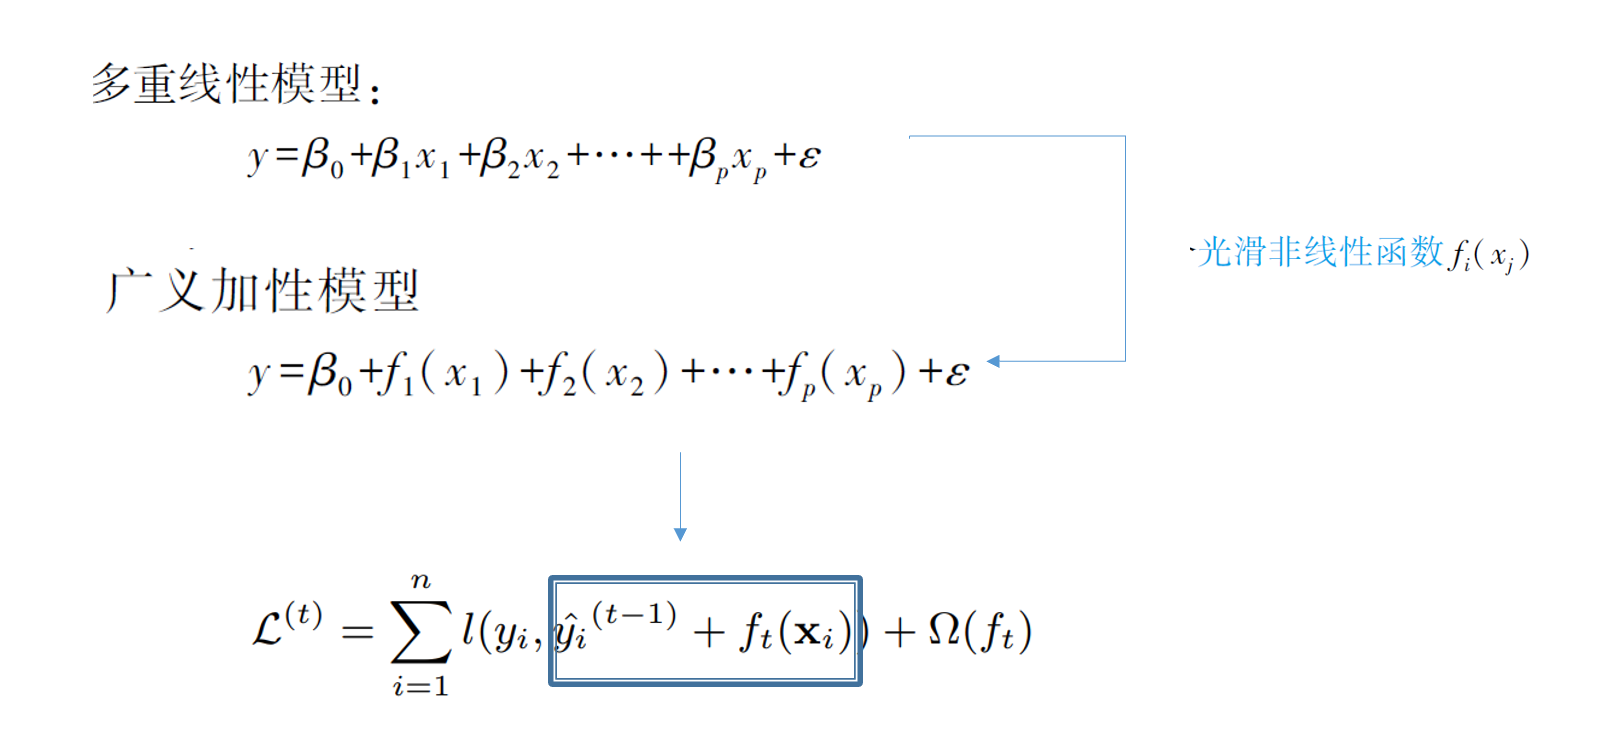 多重线性模型：
y=β₀+β₁x₁+β₂x₂+⋯++βₚxₚ+ε
光滑非线性函数fᵢ(xⱼ)
广义加性模型
y=β₀+f₁(x₁)+f₂(x₂)+⋯+fₚ(xₚ)+ε
ℒ^(t) = ∑_{i=1}^{n} l(yᵢ, ŷᵢ^(t−1) + fₜ(𝐱ᵢ)) + Ω(fₜ)